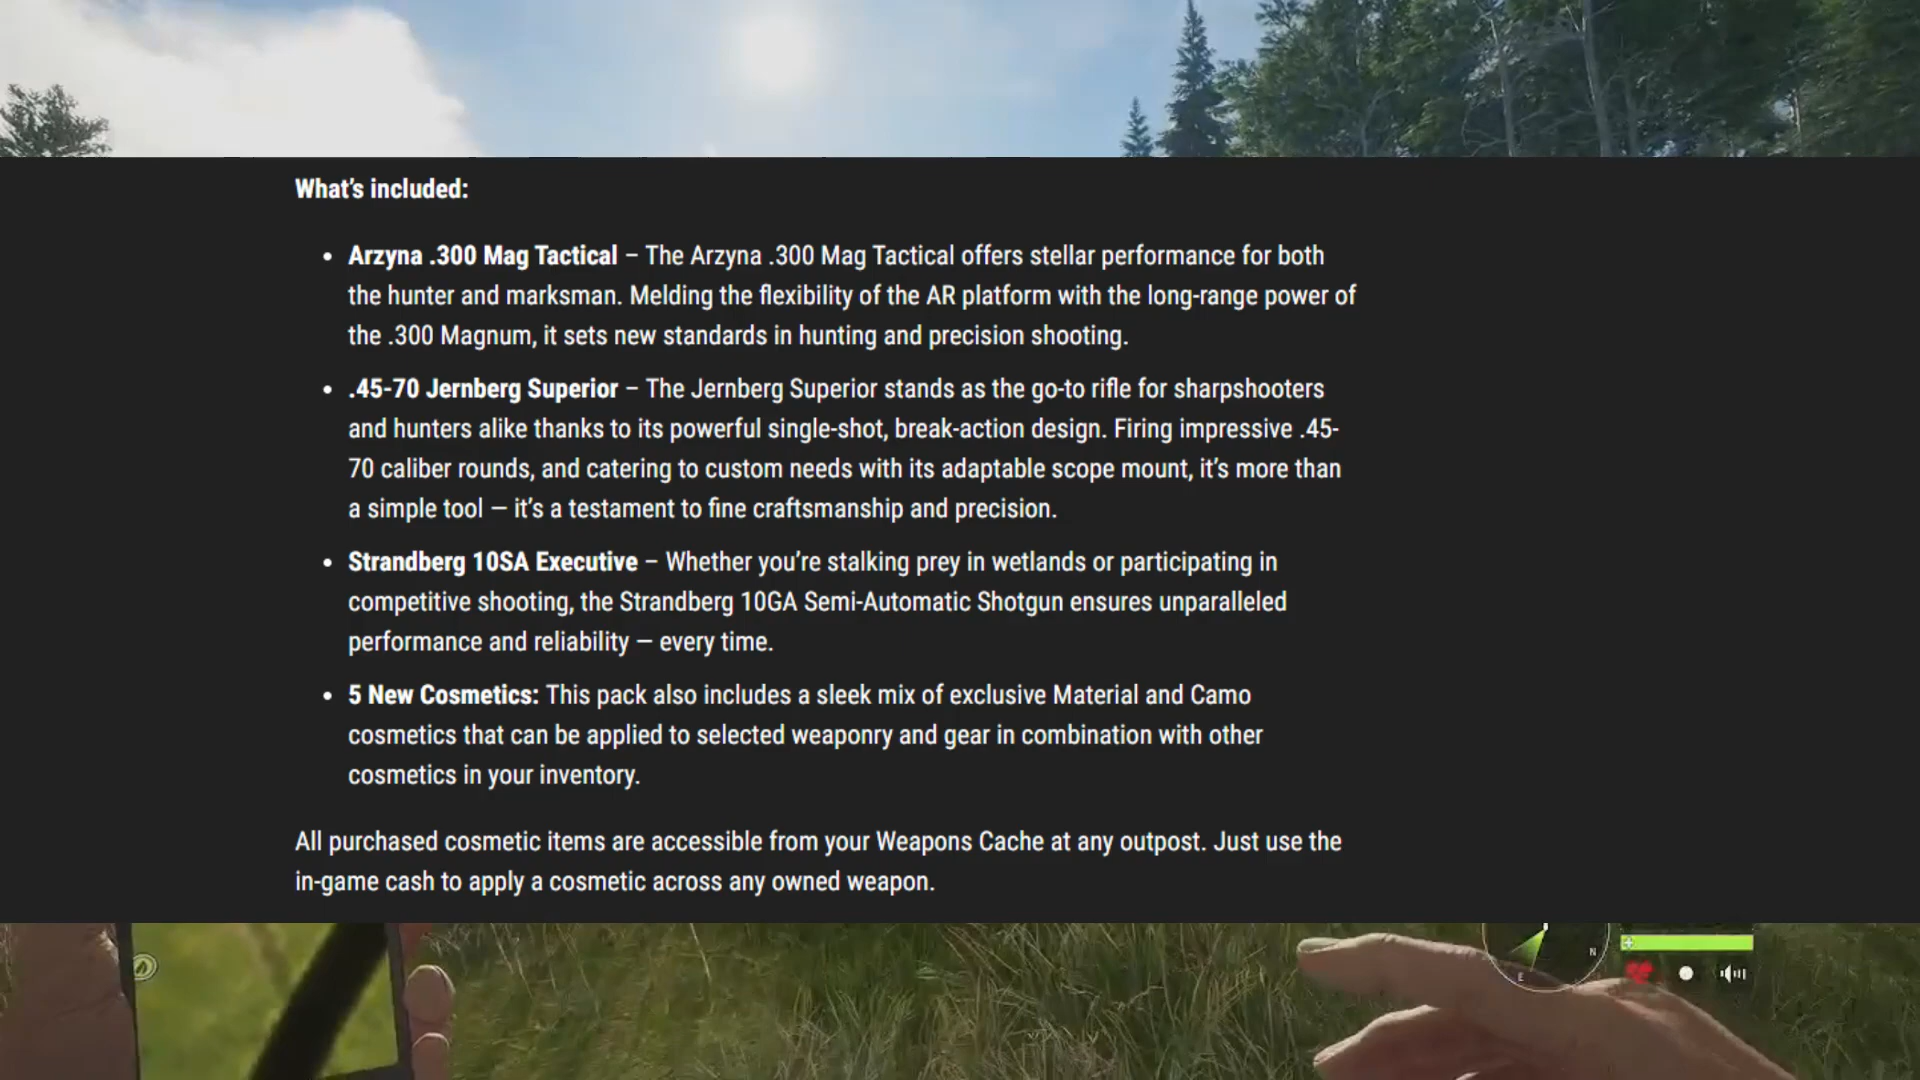 What’s included:
• Arzyna .300 Mag Tactical – The Arzyna .300 Mag Tactical offers stellar performance for both
the hunter and marksman. Melding the flexibility of the AR platform with the long-range power of
the .300 Magnum, it sets new standards in hunting and precision shooting.
• .45-70 Jernberg Superior – The Jernberg Superior stands as the go-to rifle for sharpshooters
and hunters alike thanks to its powerful single-shot, break-action design. Firing impressive .45-
70 caliber rounds, and catering to custom needs with its adaptable scope mount, it’s more than
a simple tool — it’s a testament to fine craftsmanship and precision.
• Strandberg 10SA Executive – Whether you’re stalking prey in wetlands or participating in
competitive shooting, the Strandberg 10GA Semi-Automatic Shotgun ensures unparalleled
performance and reliability — every time.
• 5 New Cosmetics: This pack also includes a sleek mix of exclusive Material and Camo
cosmetics that can be applied to selected weaponry and gear in combination with other
cosmetics in your inventory.
All purchased cosmetic items are accessible from your Weapons Cache at any outpost. Just use the
in-game cash to apply a cosmetic across any owned weapon.
N
E